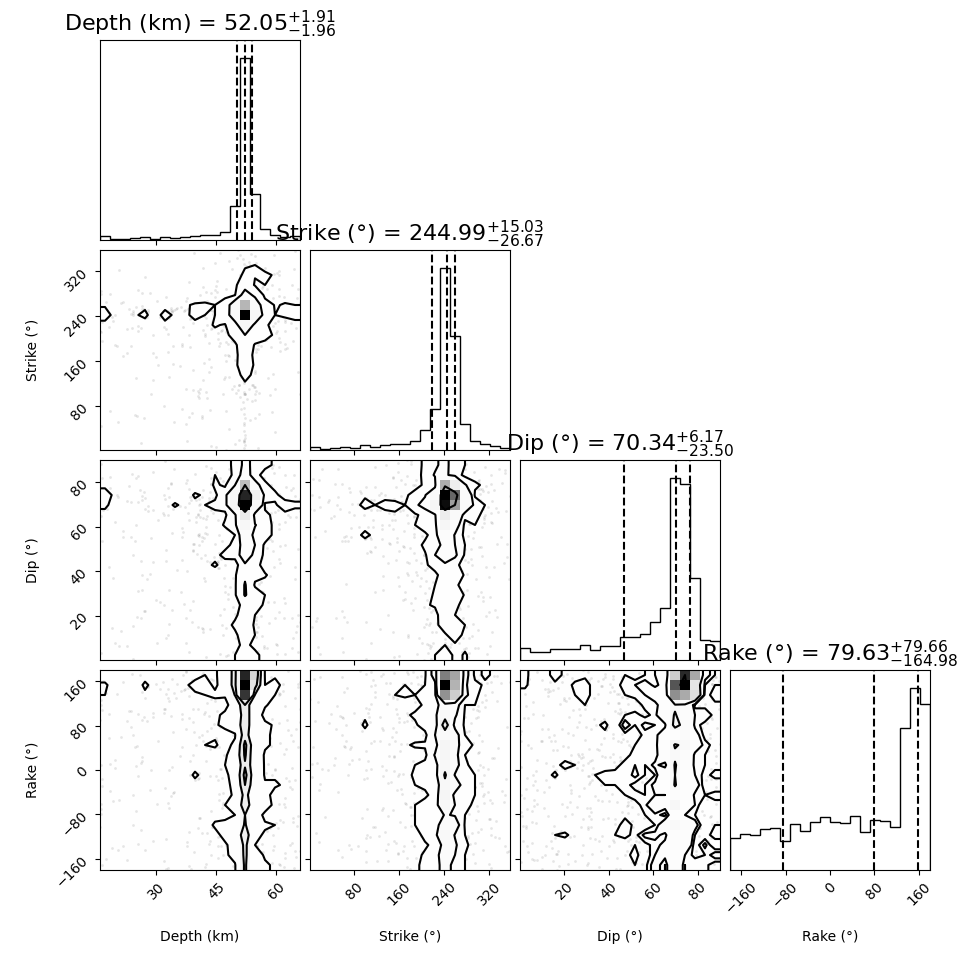 Depth (km) = 52.05+1.91−1.96
Strike (°) = 244.99+15.03−26.67
320
240
160
80
Strike (°)
Dip (°) = 70.34+6.17−23.50
80
60
40
20
Dip (°)
Rake (°) = 79.63+79.66−164.98
160
80
0
−80
−160
Rake (°)
30 45 60
80 160 240 320
20 40 60 80
−160 −80 0 80 160
Depth (km) Strike (°) Dip (°) Rake (°)